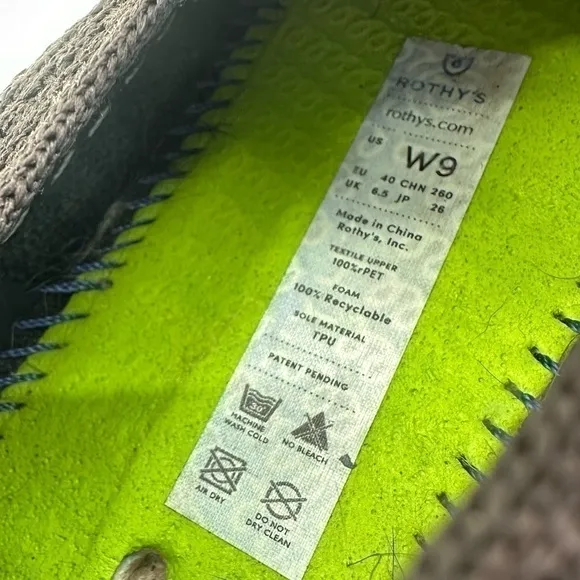 ROTHY'S
rothys.com
US W9
EU 40 CHN 260
UK 6.5 JP 26
Made in China
Rothy's, Inc.
TEXTILE UPPER
100%rPET
FOAM
100% Recyclable
SOLE MATERIAL
TPU
PATENT PENDING
30°
MACHINE
WASH COLD
NO BLEACH
AIR DRY
DO NOT
DRY CLEAN